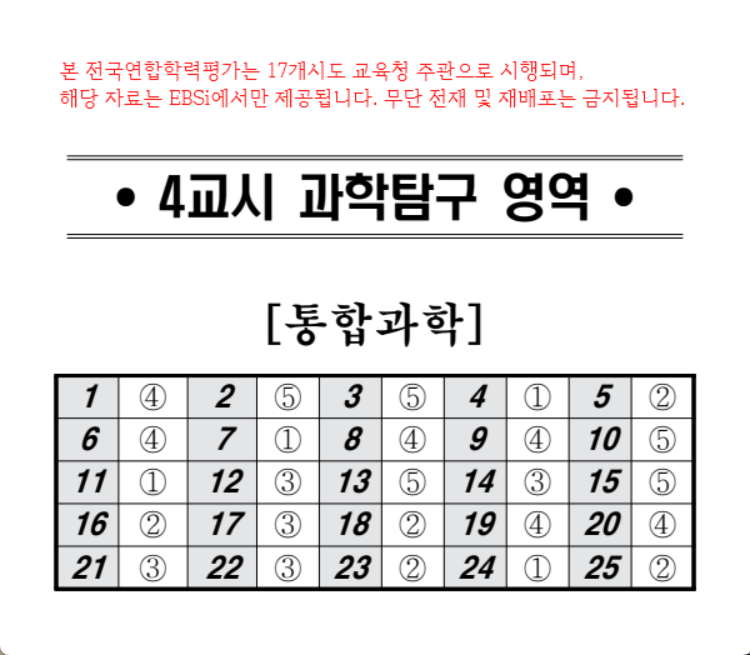 본 전국연합학력평가는 17개시도 교육청 주관으로 시행되며,
해당 자료는 EBSi에서만 제공됩니다. 무단 전재 및 재배포는 금지됩니다.
• 4교시 과학탐구 영역 •
[통합과학]
1 ④ 2 ⑤ 3 ⑤ 4 ① 5 ②
6 ④ 7 ① 8 ④ 9 ④ 10 ⑤
11 ① 12 ③ 13 ⑤ 14 ③ 15 ⑤
16 ② 17 ③ 18 ② 19 ④ 20 ④
21 ③ 22 ③ 23 ② 24 ① 25 ②